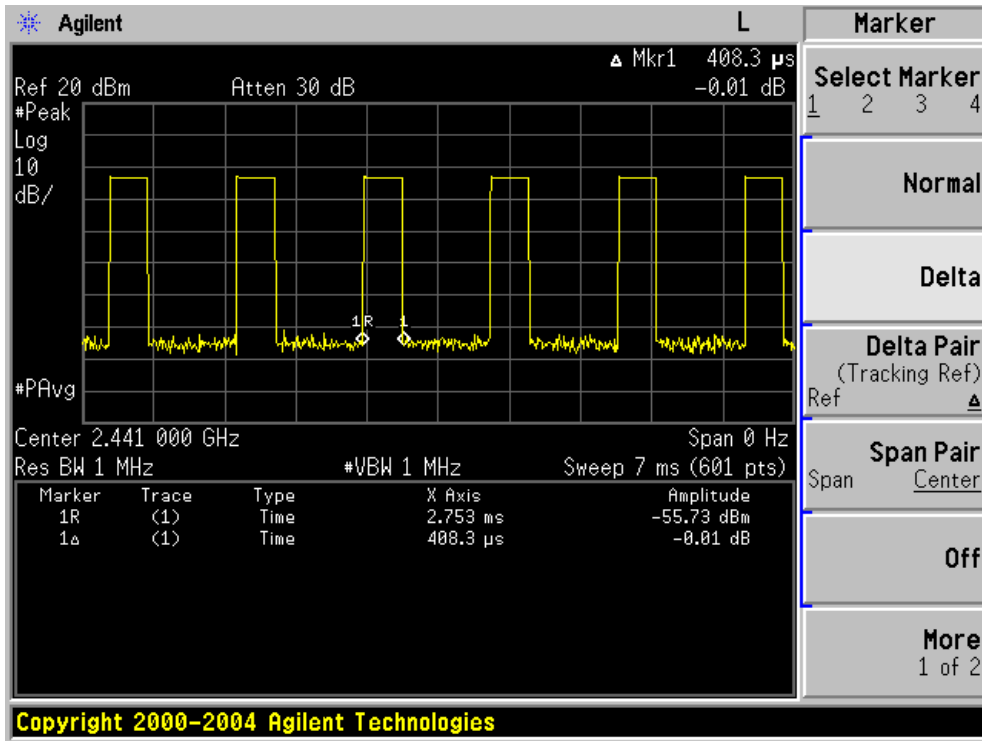 Agilent L
Δ Mkr1 408.3 µs
Ref 20 dBm Atten 30 dB -0.01 dB
#Peak
Log
10
dB/
1R 1
#PAvg
Center 2.441 000 GHz Span 0 Hz
Res BW 1 MHz #VBW 1 MHz Sweep 7 ms (601 pts)
Marker Trace Type X Axis Amplitude
1R (1) Time 2.753 ms -55.73 dBm
1Δ (1) Time 408.3 µs -0.01 dB
Marker
Select Marker
1 2 3 4
Normal
Delta
Delta Pair
(Tracking Ref)
Ref Δ
Span Pair
Span Center
Off
More
1 of 2
Copyright 2000-2004 Agilent Technologies